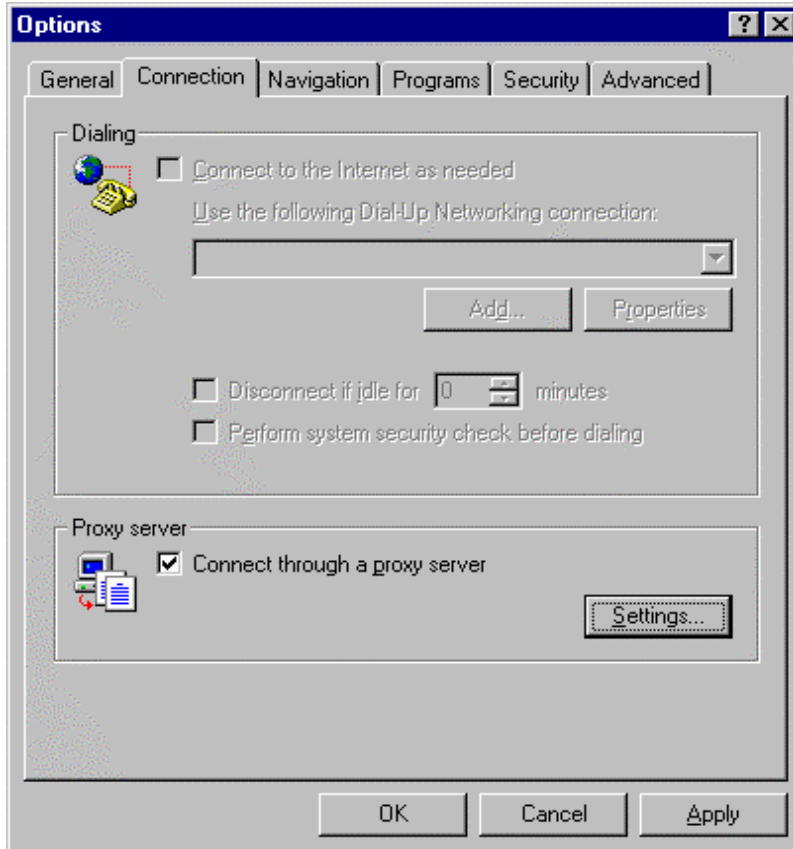 Options
General Connection Navigation Programs Security Advanced
Dialing
Connect to the Internet as needed
Use the following Dial-Up Networking connection:
Add... Properties
Disconnect if idle for 0 minutes
Perform system security check before dialing
Proxy server
Connect through a proxy server
Settings...
OK Cancel Apply